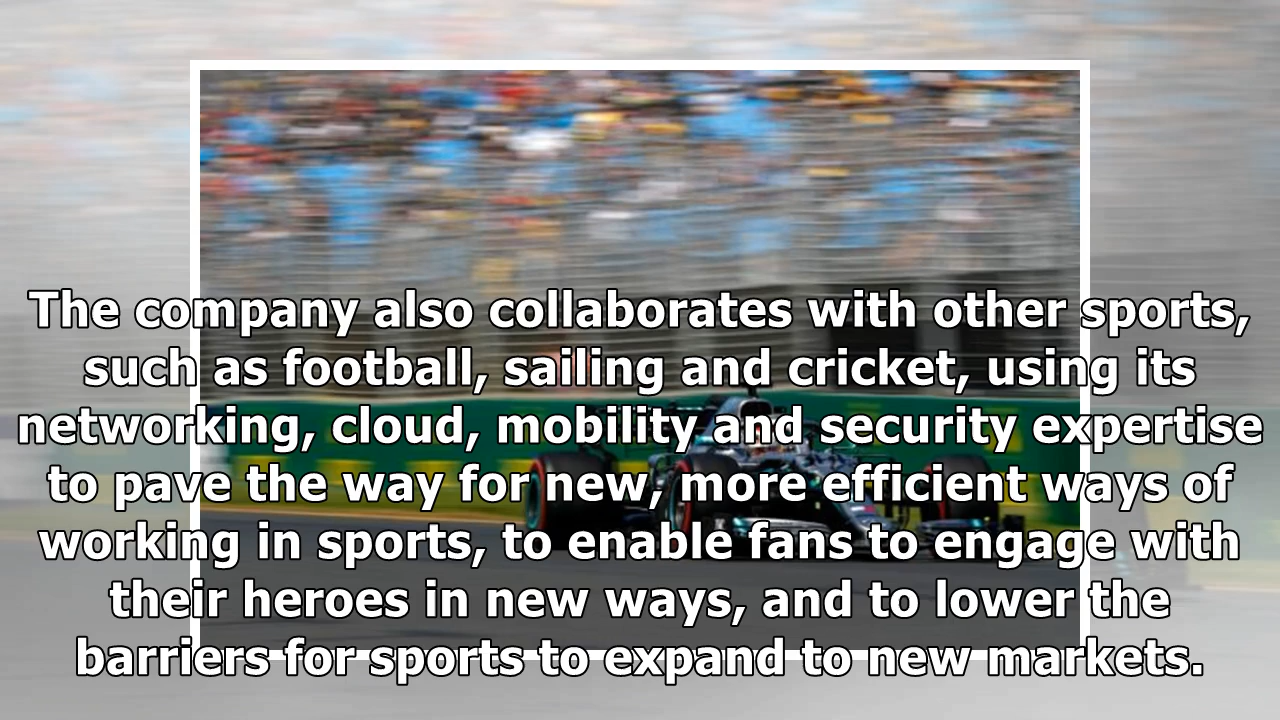 The company also collaborates with other sports,
such as football, sailing and cricket, using its
networking, cloud, mobility and security expertise
to pave the way for new, more efficient ways of
working in sports, to enable fans to engage with
their heroes in new ways, and to lower the
barriers for sports to expand to new markets.